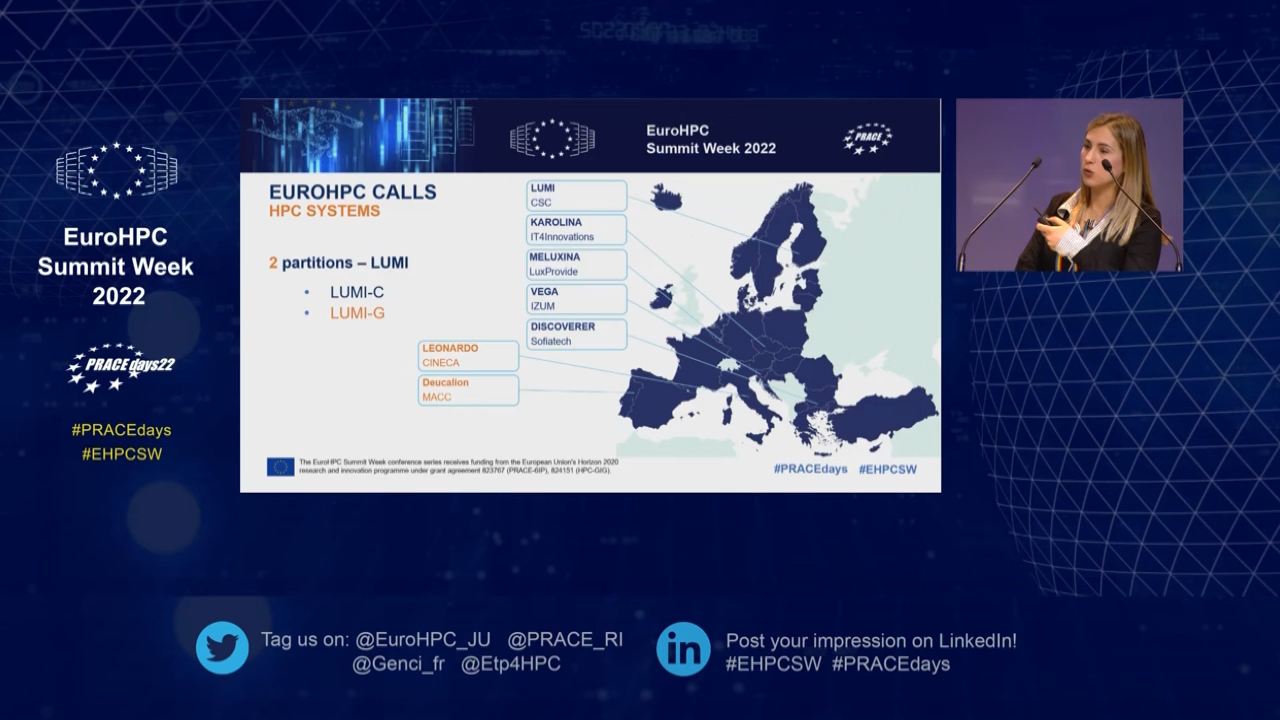 EuroHPC
Summit Week
2022
PRACEdays22
#PRACEdays
#EHPCSW
EuroHPC
Summit Week 2022
PRACE
EUROHPC CALLS
HPC SYSTEMS
2 partitions – LUMI
• LUMI-C
• LUMI-G
LUMI
CSC
KAROLINA
IT4Innovations
MELUXINA
LuxProvide
VEGA
IZUM
DISCOVERER
Sofiatech
LEONARDO
CINECA
Deucalion
MACC
The EuroHPC Summit Week conference series receives funding from the European Union's Horizon 2020
research and innovation programme under grant agreement 823767 (PRACE-6IP), 824151 (HPC-GIG).
#PRACEdays #EHPCSW
Tag us on: @EuroHPC_JU @PRACE_RI
@Genci_fr @Etp4HPC
in
Post your impression on LinkedIn!
#EHPCSW #PRACEdays